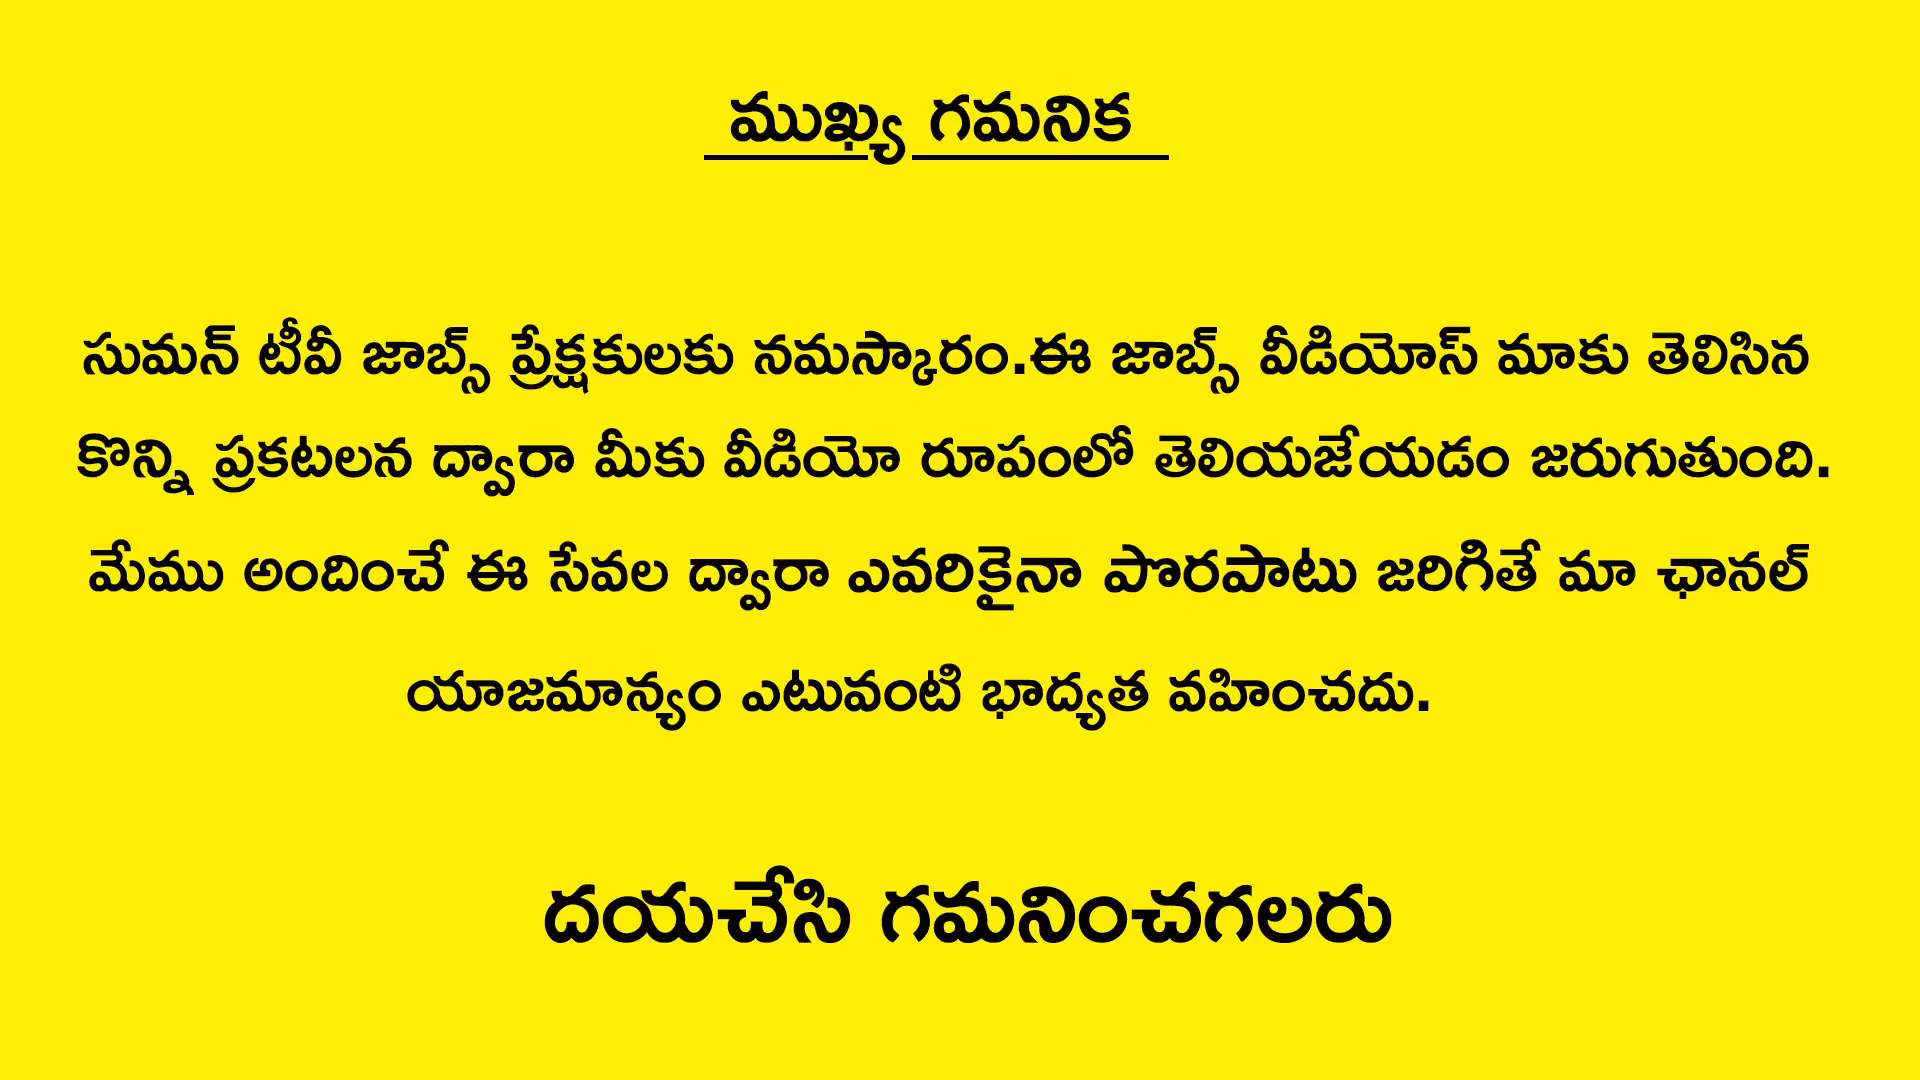 ముఖ్య గమనిక
సుమన్ టీవీ జాబ్స్ ప్రేక్షకులకు నమస్కారం.ఈ జాబ్స్ వీడియోస్ మాకు తెలిసిన
కొన్ని ప్రకటలన ద్వారా మీకు వీడియో రూపంలో తెలియజేయడం జరుగుతుంది.
మేము అందించే ఈ సేవల ద్వారా ఎవరికైనా పొరపాటు జరిగితే మా ఛానల్
యాజమాన్యం ఎటువంటి భాద్యత వహించదు.
దయచేసి గమనించగలరు